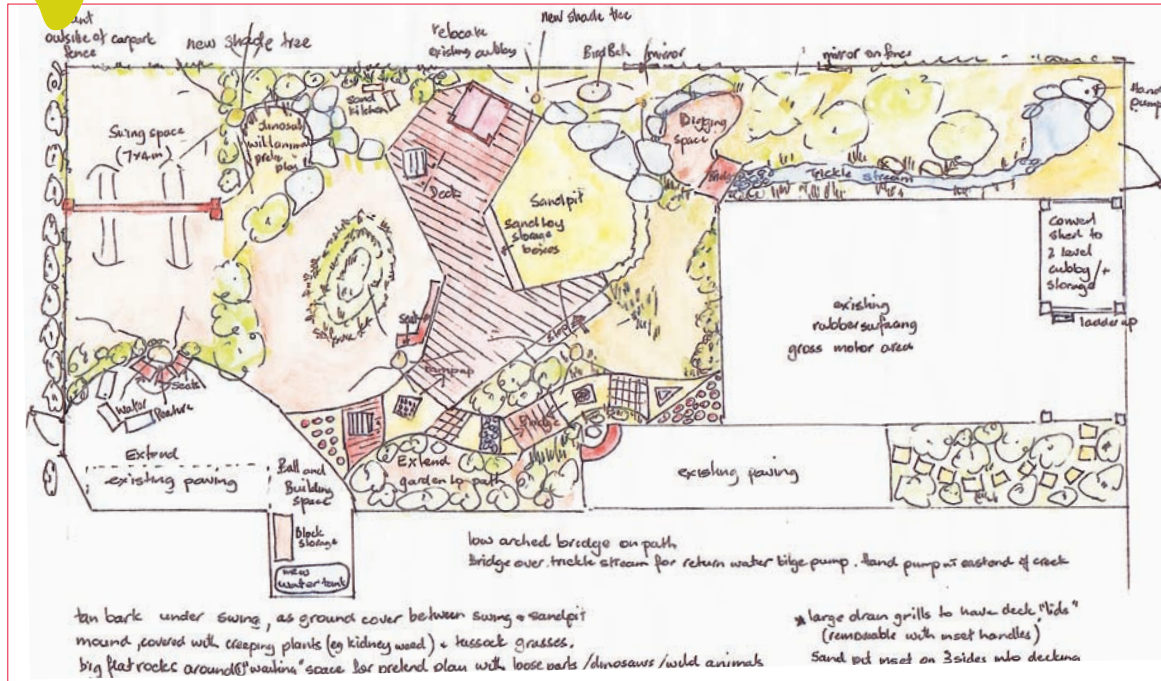 outside of carpark
fence
new shade tree
relocate
existing cubby
new shade tree
Bird Bath
mirror
mirror on fence
Hand
pump
Swing space
(7x4m)
sand
kitchen
dinosaur
wild animal
play
Digging
space
Bridge
Trickle stream
Deck
Sandpit
sand toy
storage
boxes
convert
shed to
2 level
cubby/+
storage
ladder up
existing
rubber surfacing
gross motor area
seat
step
ramp up
seats
water
feature
Bridge
Extend
existing paving
Ball and
Building
space
Extend
garden to path
existing paving
Block
storage
new
water tank
low arched bridge on path
Bridge over trickle stream for return water bilge pump. Hand pump at east end of creek
tan bark under swing, as ground cover between swing + sandpit
mound, covered with creeping plants (eg kidney weed) + tussock grasses.
big flat rocks around space for pretend play with loose parts/dinosaurs/wild animals
* large drain grills to have deck "lids"
(removable with inset handles)
Sand pit inset on 3 sides into decking